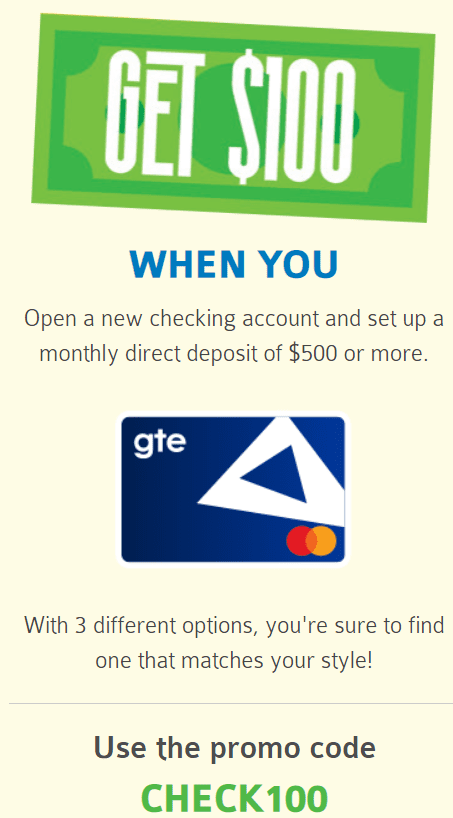 GET $100
WHEN YOU
Open a new checking account and set up a
monthly direct deposit of $500 or more.
gte
With 3 different options, you're sure to find
one that matches your style!
Use the promo code
CHECK100